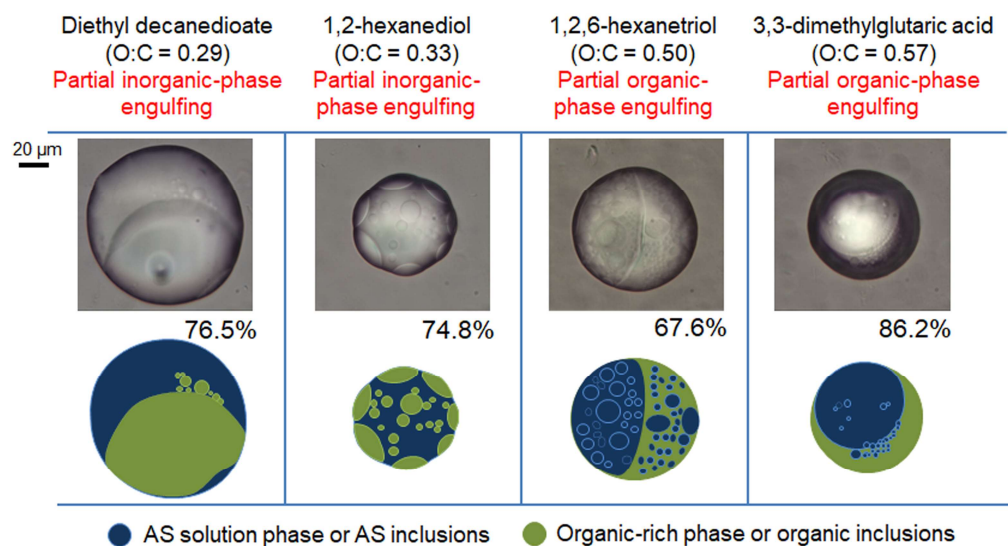 Diethyl decanedioate
(O:C = 0.29)
Partial inorganic-phase
engulfing
1,2-hexanediol
(O:C = 0.33)
Partial inorganic-
phase engulfing
1,2,6-hexanetriol
(O:C = 0.50)
Partial organic-
phase engulfing
3,3-dimethylglutaric acid
(O:C = 0.57)
Partial organic-phase
engulfing
20 µm
76.5%
74.8%
67.6%
86.2%
AS solution phase or AS inclusions
Organic-rich phase or organic inclusions